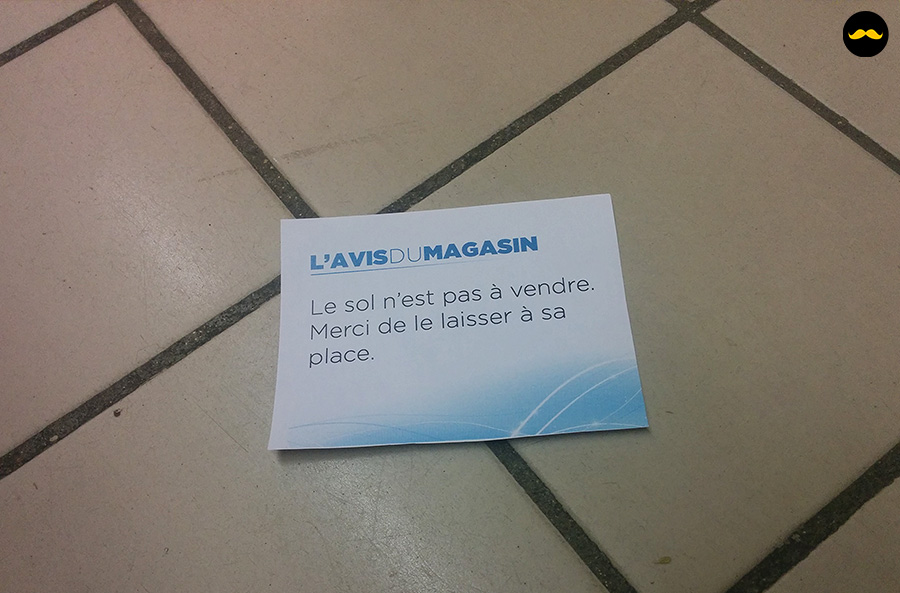 L'AVISDUMAGASIN
Le sol n'est pas à vendre.
Merci de le laisser à sa
place.